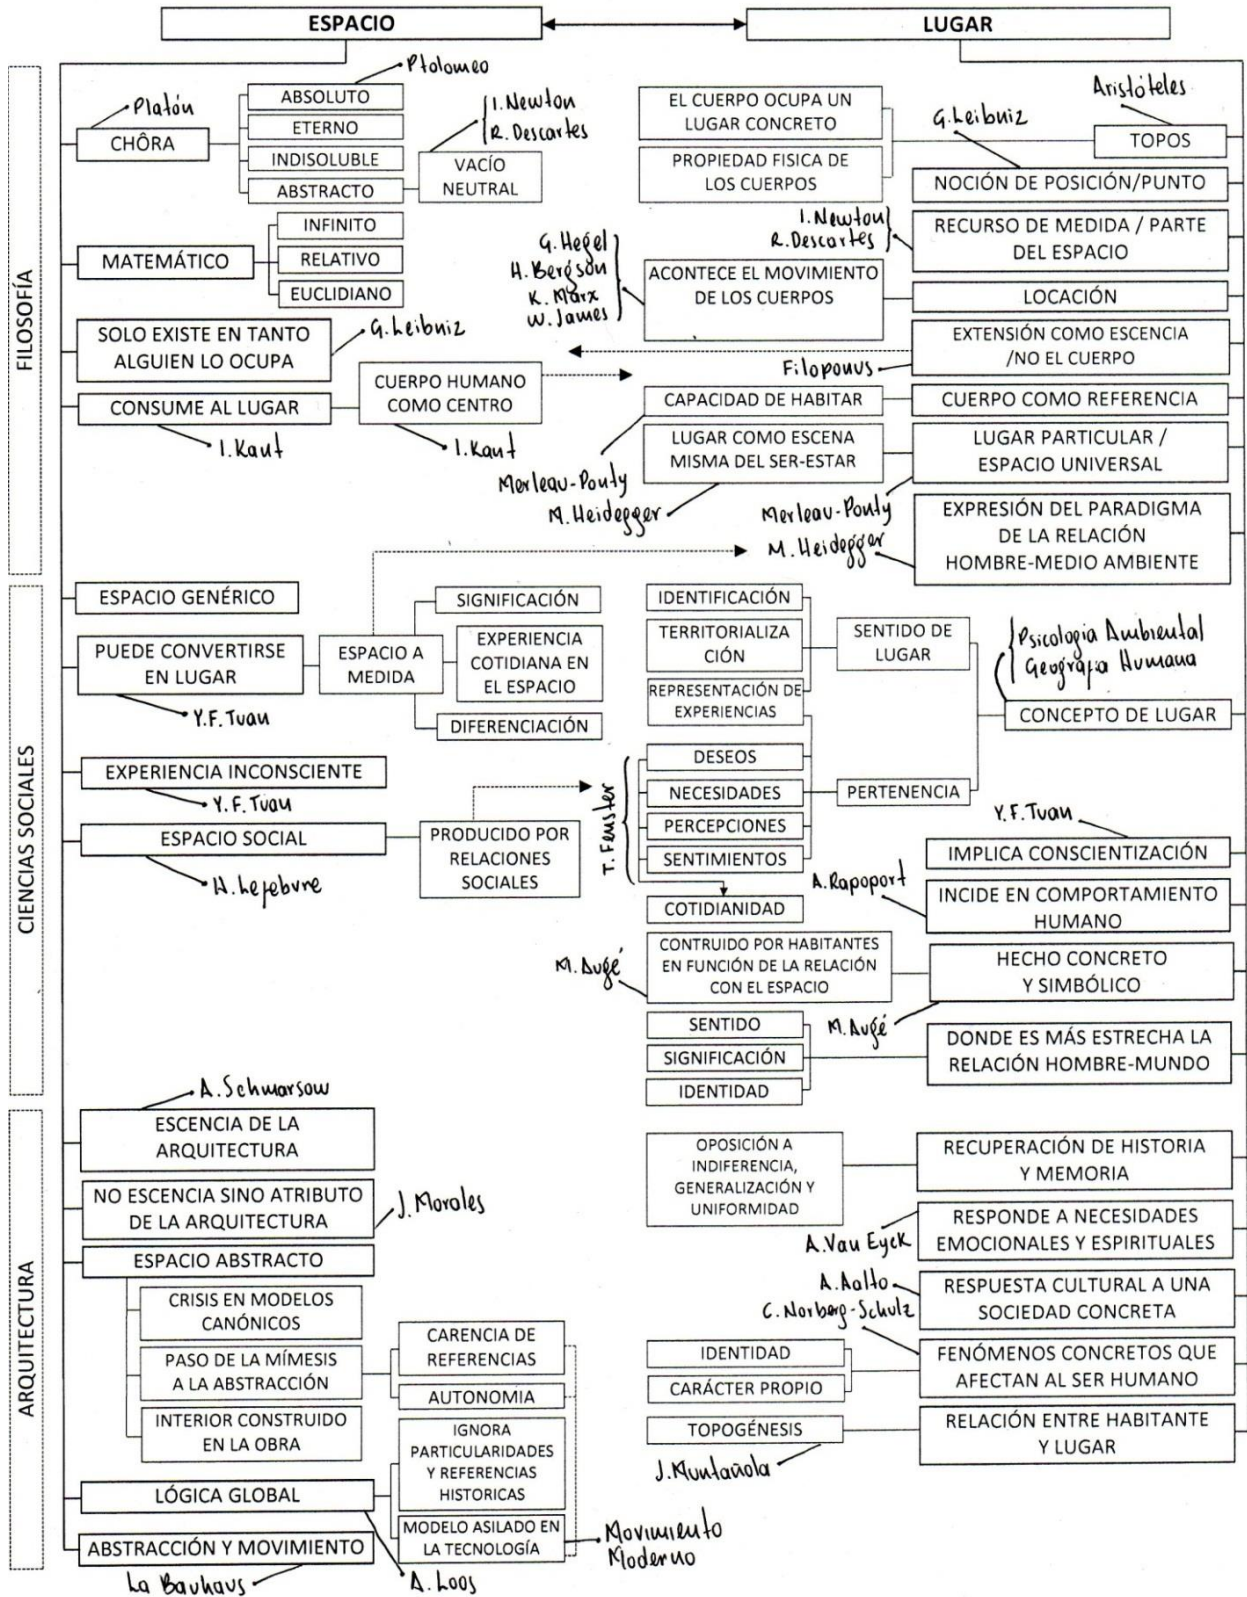 ESPACIO
LUGAR
FILOSOFÍA
Ptolomeo
Platón
CHÔRA
ABSOLUTO
ETERNO
INDISOLUBLE
ABSTRACTO
I. Newton
R. Descartes
VACÍO
NEUTRAL
MATEMÁTICO
INFINITO
RELATIVO
EUCLIDIANO
SOLO EXISTE EN TANTO
ALGUIEN LO OCUPA
G. Leibniz
CONSUME AL LUGAR
I. Kant
CUERPO HUMANO
COMO CENTRO
I. Kant
EL CUERPO OCUPA UN
LUGAR CONCRETO
PROPIEDAD FISICA DE
LOS CUERPOS
Aristóteles
TOPOS
G. Leibniz
NOCIÓN DE POSICIÓN/PUNTO
I. Newton
R. Descartes
RECURSO DE MEDIDA / PARTE
DEL ESPACIO
G. Hegel
H. Bergson
K. Marx
W. James
ACONTECE EL MOVIMIENTO
DE LOS CUERPOS
LOCACIÓN
EXTENSIÓN COMO ESCENCIA
/NO EL CUERPO
Filoponus
CAPACIDAD DE HABITAR
CUERPO COMO REFERENCIA
Merleau-Ponty
LUGAR COMO ESCENA
MISMA DEL SER-ESTAR
M. Heidegger
LUGAR PARTICULAR /
ESPACIO UNIVERSAL
Merleau-Ponty
M. Heidegger
EXPRESIÓN DEL PARADIGMA
DE LA RELACIÓN
HOMBRE-MEDIO AMBIENTE
CIENCIAS SOCIALES
ESPACIO GENÉRICO
PUEDE CONVERTIRSE
EN LUGAR
Y.F. Tuan
ESPACIO A
MEDIDA
SIGNIFICACIÓN
EXPERIENCIA
COTIDIANA EN
EL ESPACIO
DIFERENCIACIÓN
EXPERIENCIA INCONSCIENTE
Y. F. Tuan
ESPACIO SOCIAL
H. Lefebvre
PRODUCIDO POR
RELACIONES
SOCIALES
IDENTIFICACIÓN
TERRITORIALIZA
CIÓN
REPRESENTACIÓN DE
EXPERIENCIAS
SENTIDO DE
LUGAR
Psicología Ambiental
Geografía Humana
CONCEPTO DE LUGAR
T. Fenster
DESEOS
NECESIDADES
PERCEPCIONES
SENTIMIENTOS
PERTENENCIA
COTIDIANIDAD
Y. F. Tuan
IMPLICA CONSCIENTIZACIÓN
A. Rapoport
INCIDE EN COMPORTAMIENTO
HUMANO
CONTRUIDO POR HABITANTES
EN FUNCIÓN DE LA RELACIÓN
CON EL ESPACIO
M. Augé
HECHO CONCRETO
Y SIMBÓLICO
M. Augé
SENTIDO
SIGNIFICACIÓN
IDENTIDAD
DONDE ES MÁS ESTRECHA LA
RELACIÓN HOMBRE-MUNDO
ARQUITECTURA
A. Schmarsow
ESCENCIA DE LA
ARQUITECTURA
NO ESCENCIA SINO ATRIBUTO
DE LA ARQUITECTURA
J. Morales
ESPACIO ABSTRACTO
CRISIS EN MODELOS
CANÓNICOS
PASO DE LA MÍMESIS
A LA ABSTRACCIÓN
INTERIOR CONSTRUIDO
EN LA OBRA
CARENCIA DE
REFERENCIAS
AUTONOMIA
LÓGICA GLOBAL
IGNORA
PARTICULARIDADES
Y REFERENCIAS
HISTORICAS
MODELO ASILADO EN
LA TECNOLOGÍA
Movimiento
Moderno
A. Loos
ABSTRACCIÓN Y MOVIMIENTO
La Bauhaus
OPOSICIÓN A
INDIFERENCIA,
GENERALIZACIÓN Y
UNIFORMIDAD
RECUPERACIÓN DE HISTORIA
Y MEMORIA
A. Van Eyck
RESPONDE A NECESIDADES
EMOCIONALES Y ESPIRITUALES
A. Aalto
RESPUESTA CULTURAL A UNA
SOCIEDAD CONCRETA
C. Norberg-Schulz
IDENTIDAD
CARÁCTER PROPIO
FENÓMENOS CONCRETOS QUE
AFECTAN AL SER HUMANO
TOPOGÉNESIS
RELACIÓN ENTRE HABITANTE
Y LUGAR
J. Muntañola